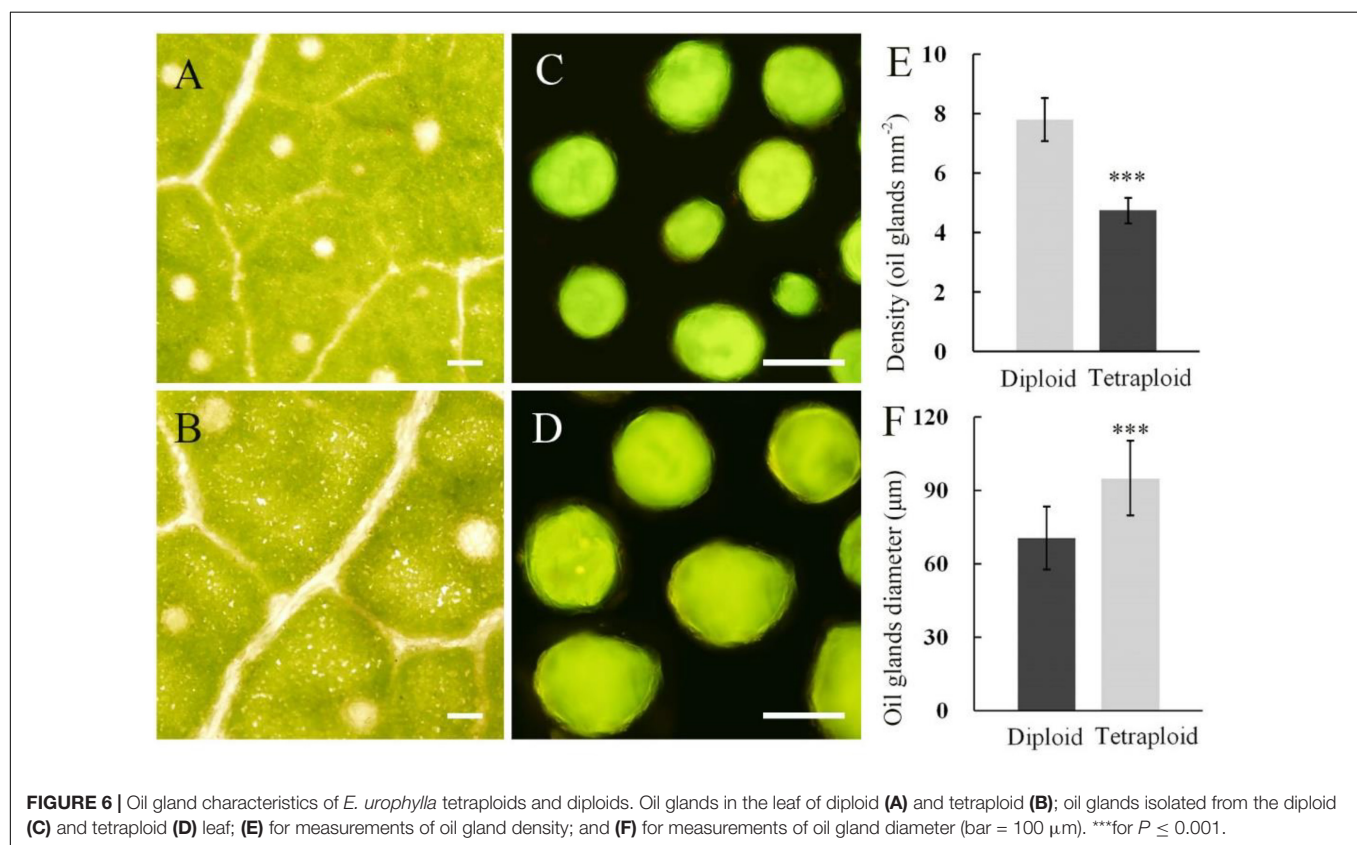 A
C
E
10
8
6
4
2
0
Density (oil glands mm⁻²)
***
Diploid Tetraploid
B
D
F
120
90
60
30
0
Oil glands diameter (µm)
***
Diploid Tetraploid
FIGURE 6 | Oil gland characteristics of E. urophylla tetraploids and diploids. Oil glands in the leaf of diploid (A) and tetraploid (B); oil glands isolated from the diploid
(C) and tetraploid (D) leaf; (E) for measurements of oil gland density; and (F) for measurements of oil gland diameter (bar = 100 μm). ***for P ≤ 0.001.